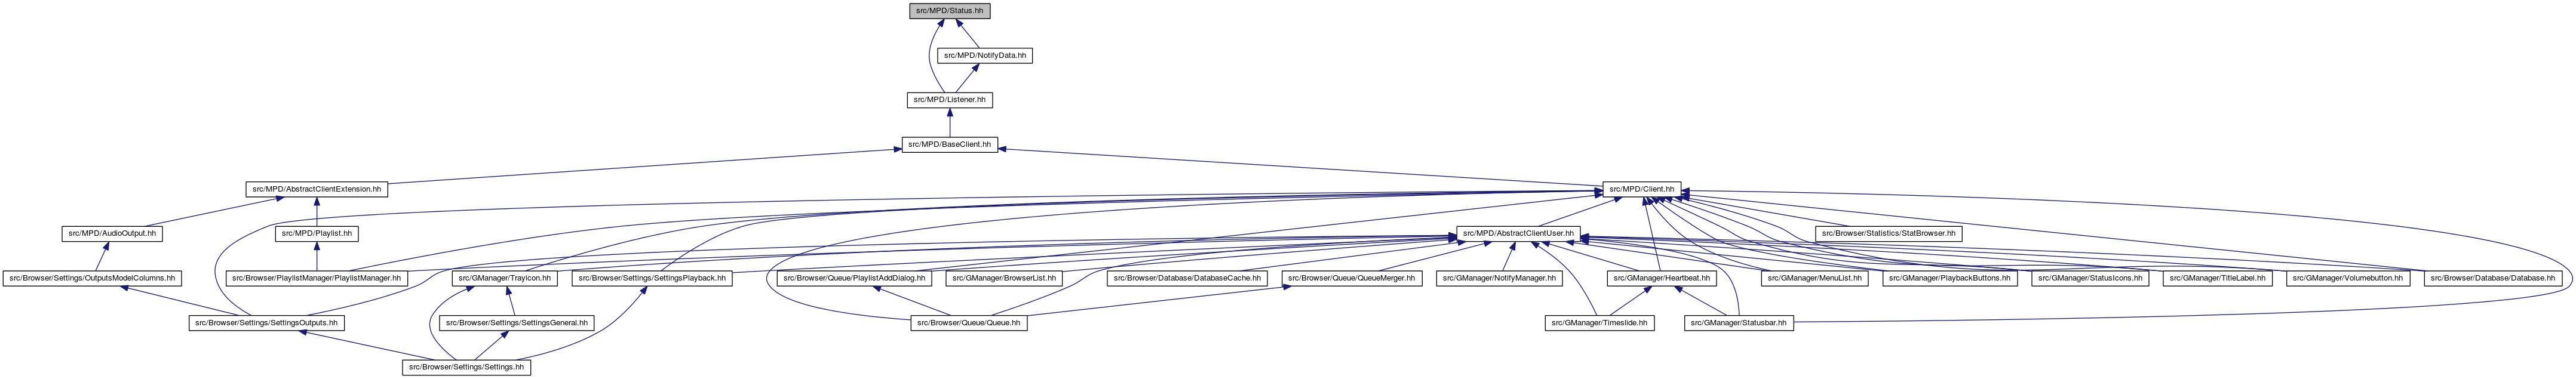 src/MPD/Status.hh
src/MPD/NotifyData.hh
src/MPD/Listener.hh
src/MPD/BaseClient.hh
src/MPD/AbstractClientExtension.hh
src/MPD/Client.hh
src/MPD/AudioOutput.hh
src/MPD/Playlist.hh
src/MPD/AbstractClientUser.hh
src/Browser/Statistics/StatBrowser.hh
src/Browser/Settings/OutputsModelColumns.hh
src/Browser/PlaylistManager/PlaylistManager.hh
src/GManager/Trayicon.hh
src/Browser/Settings/SettingsPlayback.hh
src/Browser/Queue/PlaylistAddDialog.hh
src/GManager/BrowserList.hh
src/Browser/Database/DatabaseCache.hh
src/Browser/Queue/QueueMerger.hh
src/GManager/NotifyManager.hh
src/GManager/Heartbeat.hh
src/GManager/MenuList.hh
src/GManager/PlaybackButtons.hh
src/GManager/StatusIcons.hh
src/GManager/TitleLabel.hh
src/GManager/Volumebutton.hh
src/Browser/Database/Database.hh
src/Browser/Settings/SettingsOutputs.hh
src/Browser/Settings/SettingsGeneral.hh
src/Browser/Queue/Queue.hh
src/GManager/Timeslide.hh
src/GManager/Statusbar.hh
src/Browser/Settings/Settings.hh